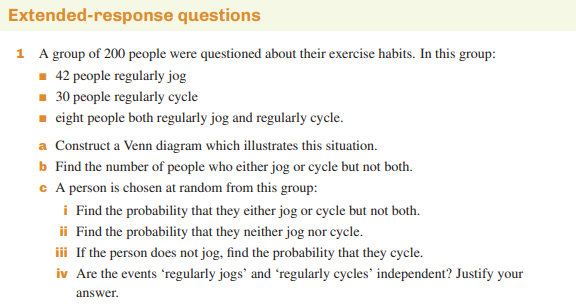 Extended-response questions
1 A group of 200 people were questioned about their exercise habits. In this group:
■ 42 people regularly jog
■ 30 people regularly cycle
■ eight people both regularly jog and regularly cycle.
a Construct a Venn diagram which illustrates this situation.
b Find the number of people who either jog or cycle but not both.
c A person is chosen at random from this group:
i Find the probability that they either jog or cycle but not both.
ii Find the probability that they neither jog nor cycle.
iii If the person does not jog, find the probability that they cycle.
iv Are the events ‘regularly jogs’ and ‘regularly cycles’ independent? Justify your
answer.